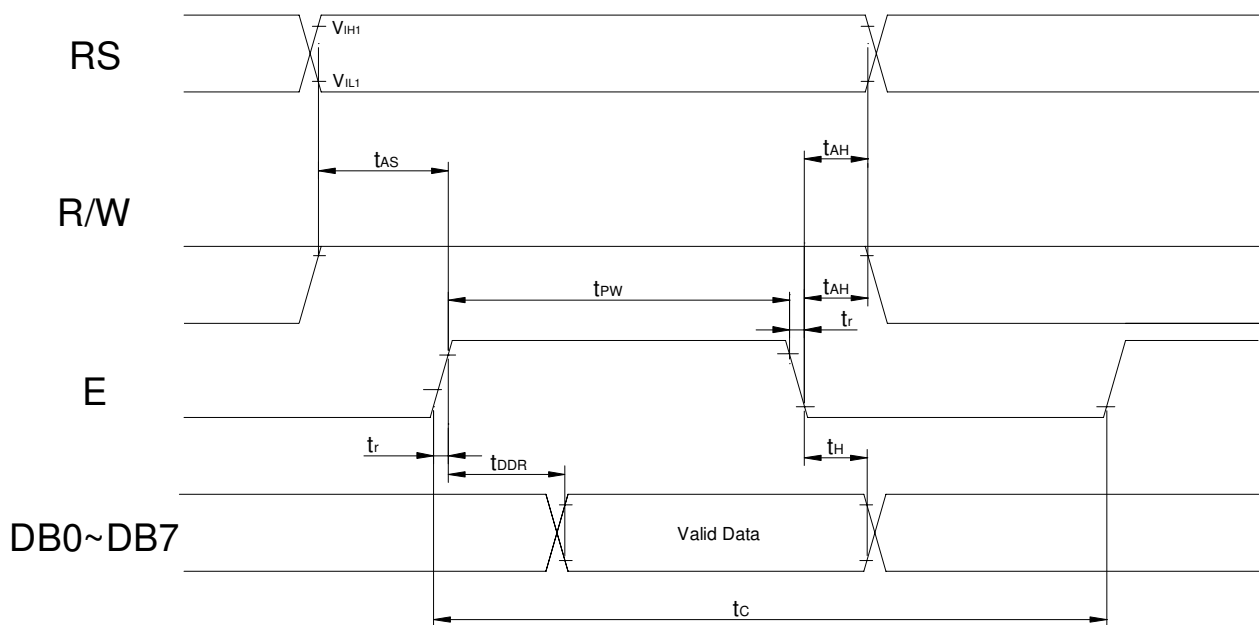 RS
VIH1
VIL1
tAS
tAH
R/W
tPW
tAH
tr
E
tr
tDDR
tH
DB0~DB7
Valid Data
tC